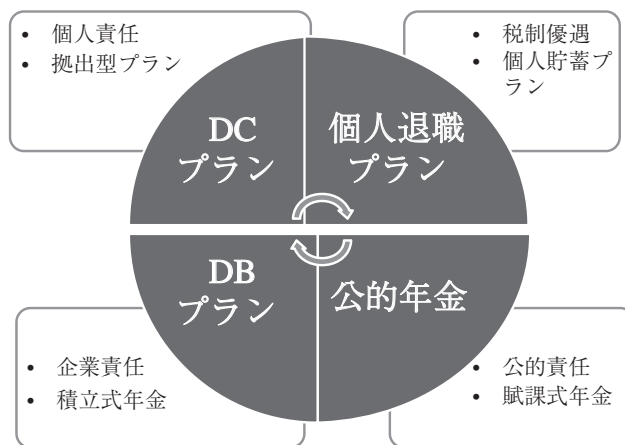 • 個人責任
• 拠出型プラン
• 税制優遇
• 個人貯蓄プ
ラン
DC
プラン
個人退職
プラン
DB
プラン
公的年金
• 企業責任
• 積立式年金
• 公的責任
• 賦課式年金